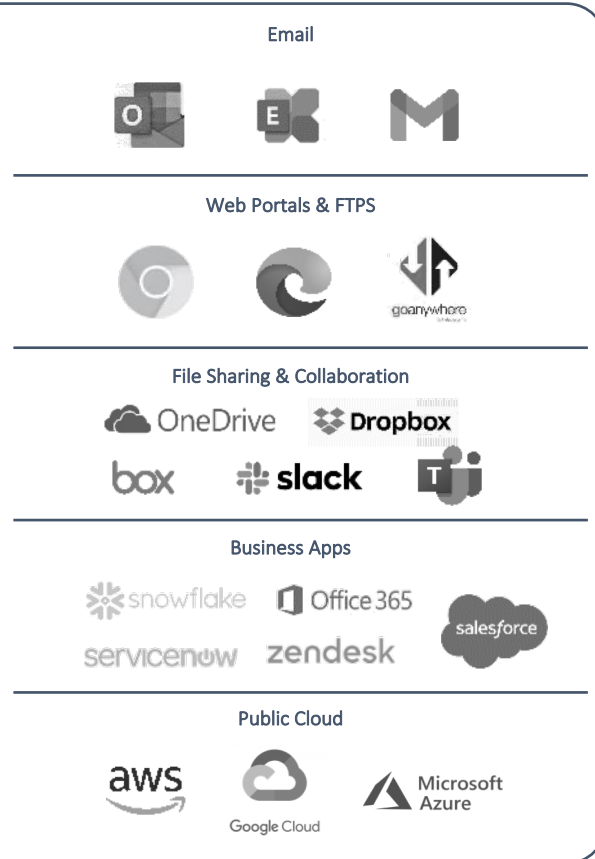 Email
O
E
Web Portals & FTPS
goanywhere
File Sharing & Collaboration
OneDrive
Dropbox
box
slack
T
Business Apps
snowflake
Office 365
salesforce
servicenow
zendesk
Public Cloud
aws
Google Cloud
Microsoft
Azure